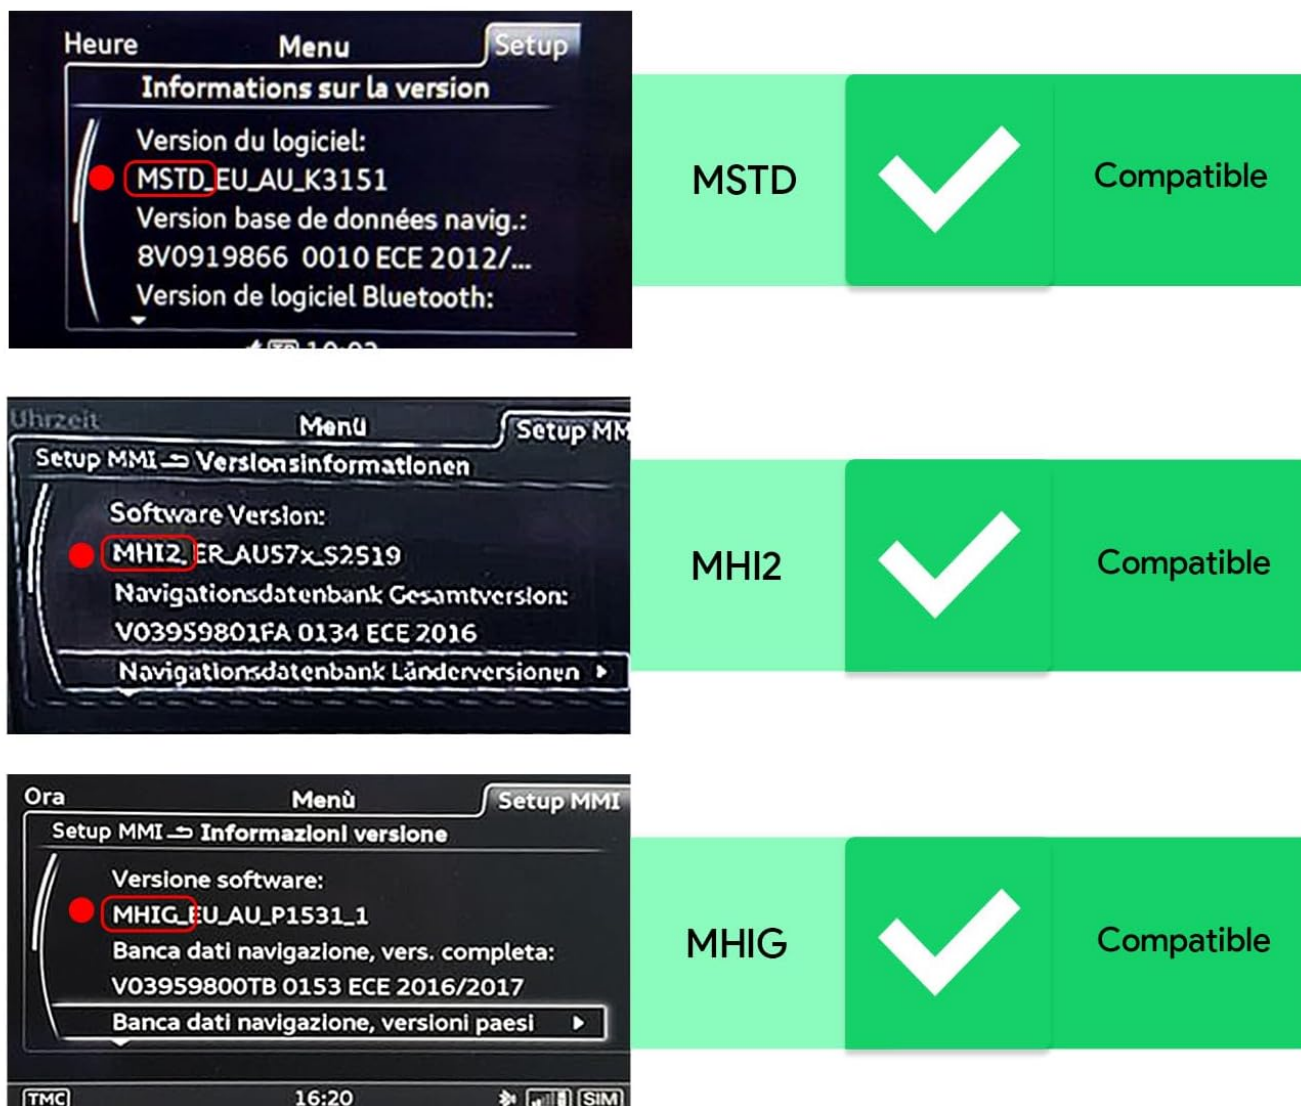 Heure Menu Setup
Informations sur la version
Version du logiciel:
MSTD_EU_AU_K3151
Version base de données navig.:
8V0919866 0010 ECE 2012/...
Version de logiciel Bluetooth:
MSTD
Compatible
Uhrzeit Menü Setup MM
Setup MMI Versionsinformationen
Software Version:
MHI2_ER_AU57x_S2519
Navigationsdatenbank Gesamtversion:
V03959801FA 0134 ECE 2016
Navigationsdatenbank Länderversionen
MHI2
Compatible
Ora Menù Setup MMI
Setup MMI Informazioni versione
Versione software:
MHIG_EU_AU_P1531_1
Banca dati navigazione, vers. completa:
V03959800TB 0153 ECE 2016/2017
Banca dati navigazione, versioni paesi
TMC 16:20 SIM
MHIG
Compatible